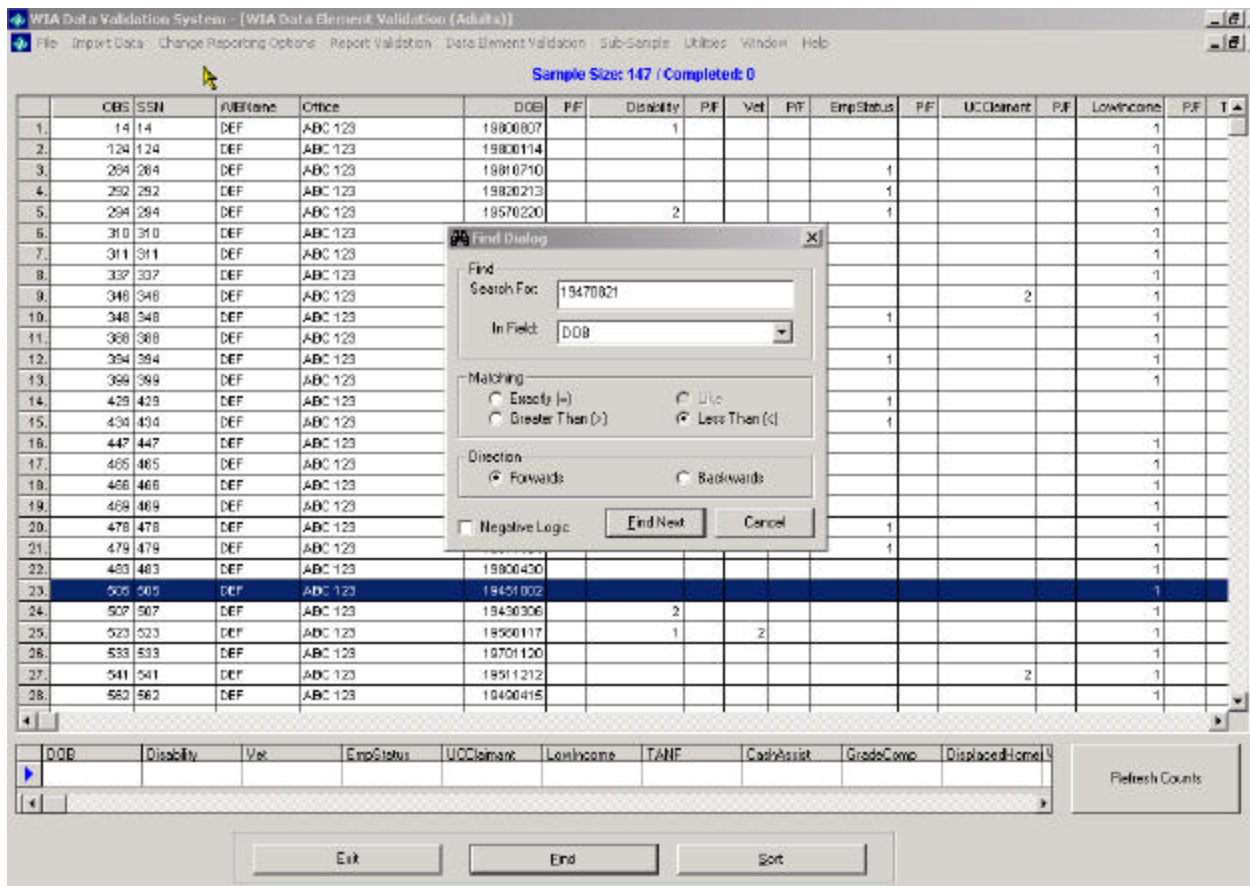 WIA Data Validation System - [WIA Data Element Validation (Adults)]
File Import Data Change Reporting Options Report Validation Data Element Validation Sub-Sample Utilities Window Help
Sample Size: 147 / Completed: 0
OBS SSN Office DOB P/F Disability P/F Vet P/F EmpStatus P/F UCClaimant P/F LowIncome P/F T
1. 14 14 DEF ABC 123 19800807 1 1
2. 124 124 DEF ABC 123 19800114 1
3. 284 284 DEF ABC 123 19810710 1 1
4. 292 292 DEF ABC 123 19820213 1 1
5. 294 294 DEF ABC 123 19570220 2 1 1
6. 310 310 DEF ABC 123 1
7. 311 311 DEF ABC 123 1
8. 337 337 DEF ABC 123 1
9. 346 346 DEF ABC 123 2 1
10. 348 348 DEF ABC 123 1 1
11. 388 388 DEF ABC 123 1
12. 394 394 DEF ABC 123 1 1
13. 399 399 DEF ABC 123 1
14. 429 429 DEF ABC 123 1
15. 434 434 DEF ABC 123 1
16. 447 447 DEF ABC 123 1
17. 465 465 DEF ABC 123 1
18. 466 466 DEF ABC 123 1
19. 469 469 DEF ABC 123 1
20. 478 478 DEF ABC 123 1 1
21. 479 479 DEF ABC 123 1 1
22. 483 483 DEF ABC 123 19800430 1
23. 505 505 DEF ABC 123 19451002 1
24. 507 507 DEF ABC 123 19430306 2 1
25. 523 523 DEF ABC 123 19560117 1 2 1
26. 533 533 DEF ABC 123 19701120 1
27. 541 541 DEF ABC 123 19511212 2 1
28. 562 562 DEF ABC 123 19490415 1
Find Dialog
Find
Search For: 19470821
In Field: DOB
Matching
Exactly (=) Like
Greater Than (>) Less Than (<)
Direction
Forwards Backwards
Negative Logic Find Next Cancel
DOB Disability Vet EmpStatus UCClaimant LowIncome TANF CashAssist GradeComp DisplacedHomel
Refresh Counts
Exit Find Sort